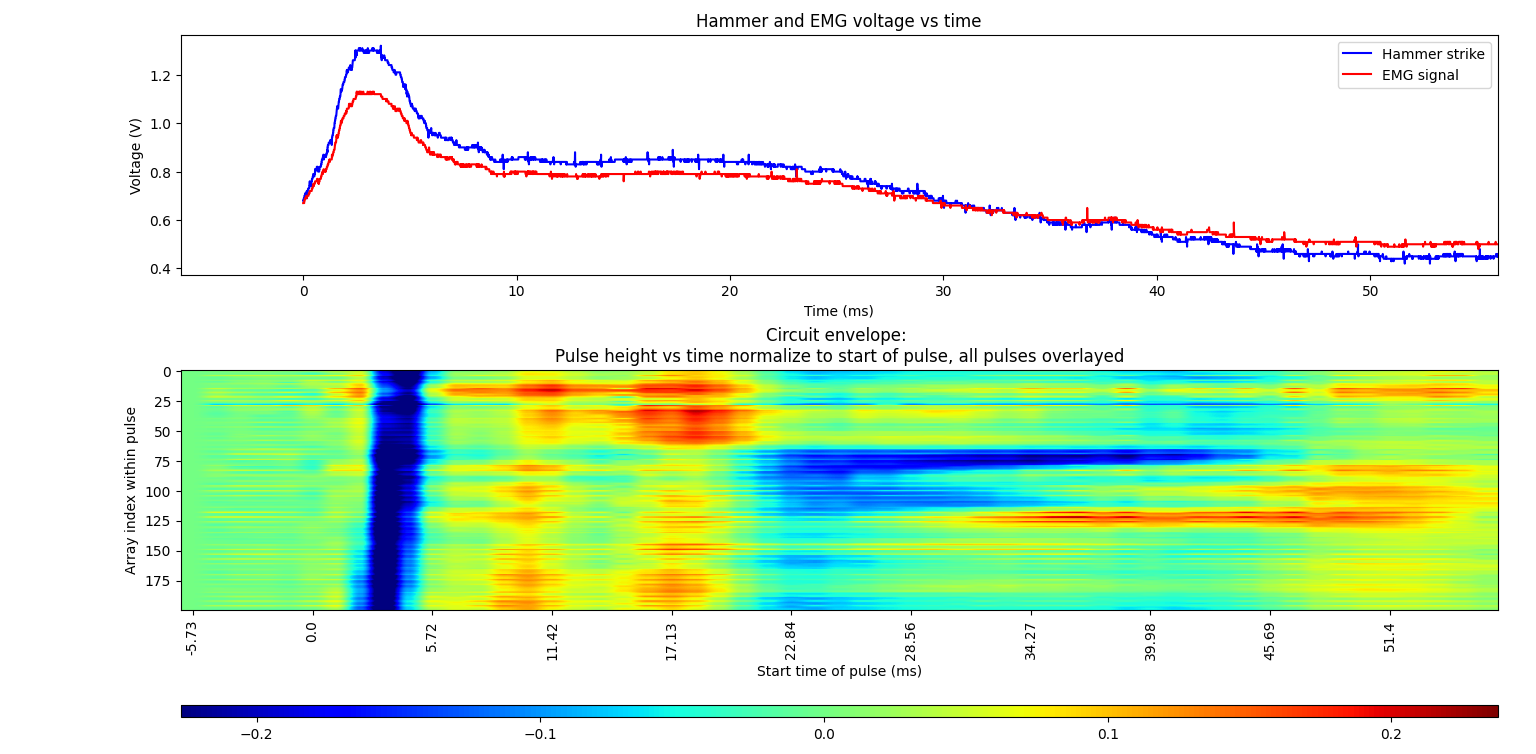 Hammer and EMG voltage vs time
Hammer strike
EMG signal
Voltage (V)
1.2
1.0
0.8
0.6
0.4
0 10 20 30 40 50
Time (ms)
Circuit envelope:
Pulse height vs time normalize to start of pulse, all pulses overlayed
Array index within pulse
0
25
50
75
100
125
150
175
-5.73 0.0 5.72 11.42 17.13 22.84 28.56 34.27 39.98 45.69 51.4
Start time of pulse (ms)
−0.2 −0.1 0.0 0.1 0.2